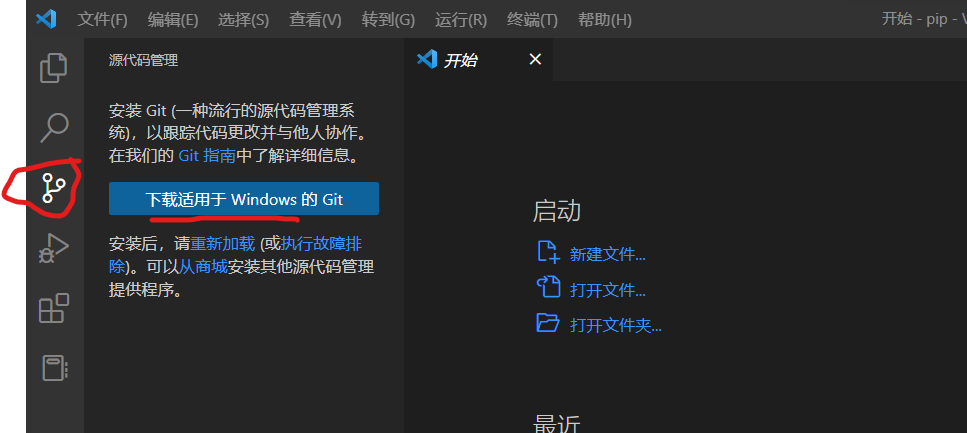 文件(F) 编辑(E) 选择(S) 查看(V) 转到(G) 运行(R) 终端(T) 帮助(H) 开始 - pip - V
源代码管理
安装 Git (一种流行的源代码管理系
统)，以跟踪代码更改并与他人协作。
在我们的 Git 指南中了解详细信息。
下载适用于 Windows 的 Git
安装后，请重新加载 (或执行故障排
除)。可以从商城安装其他源代码管理
提供程序。
开始
启动
新建文件...
打开文件...
打开文件夹...
最近